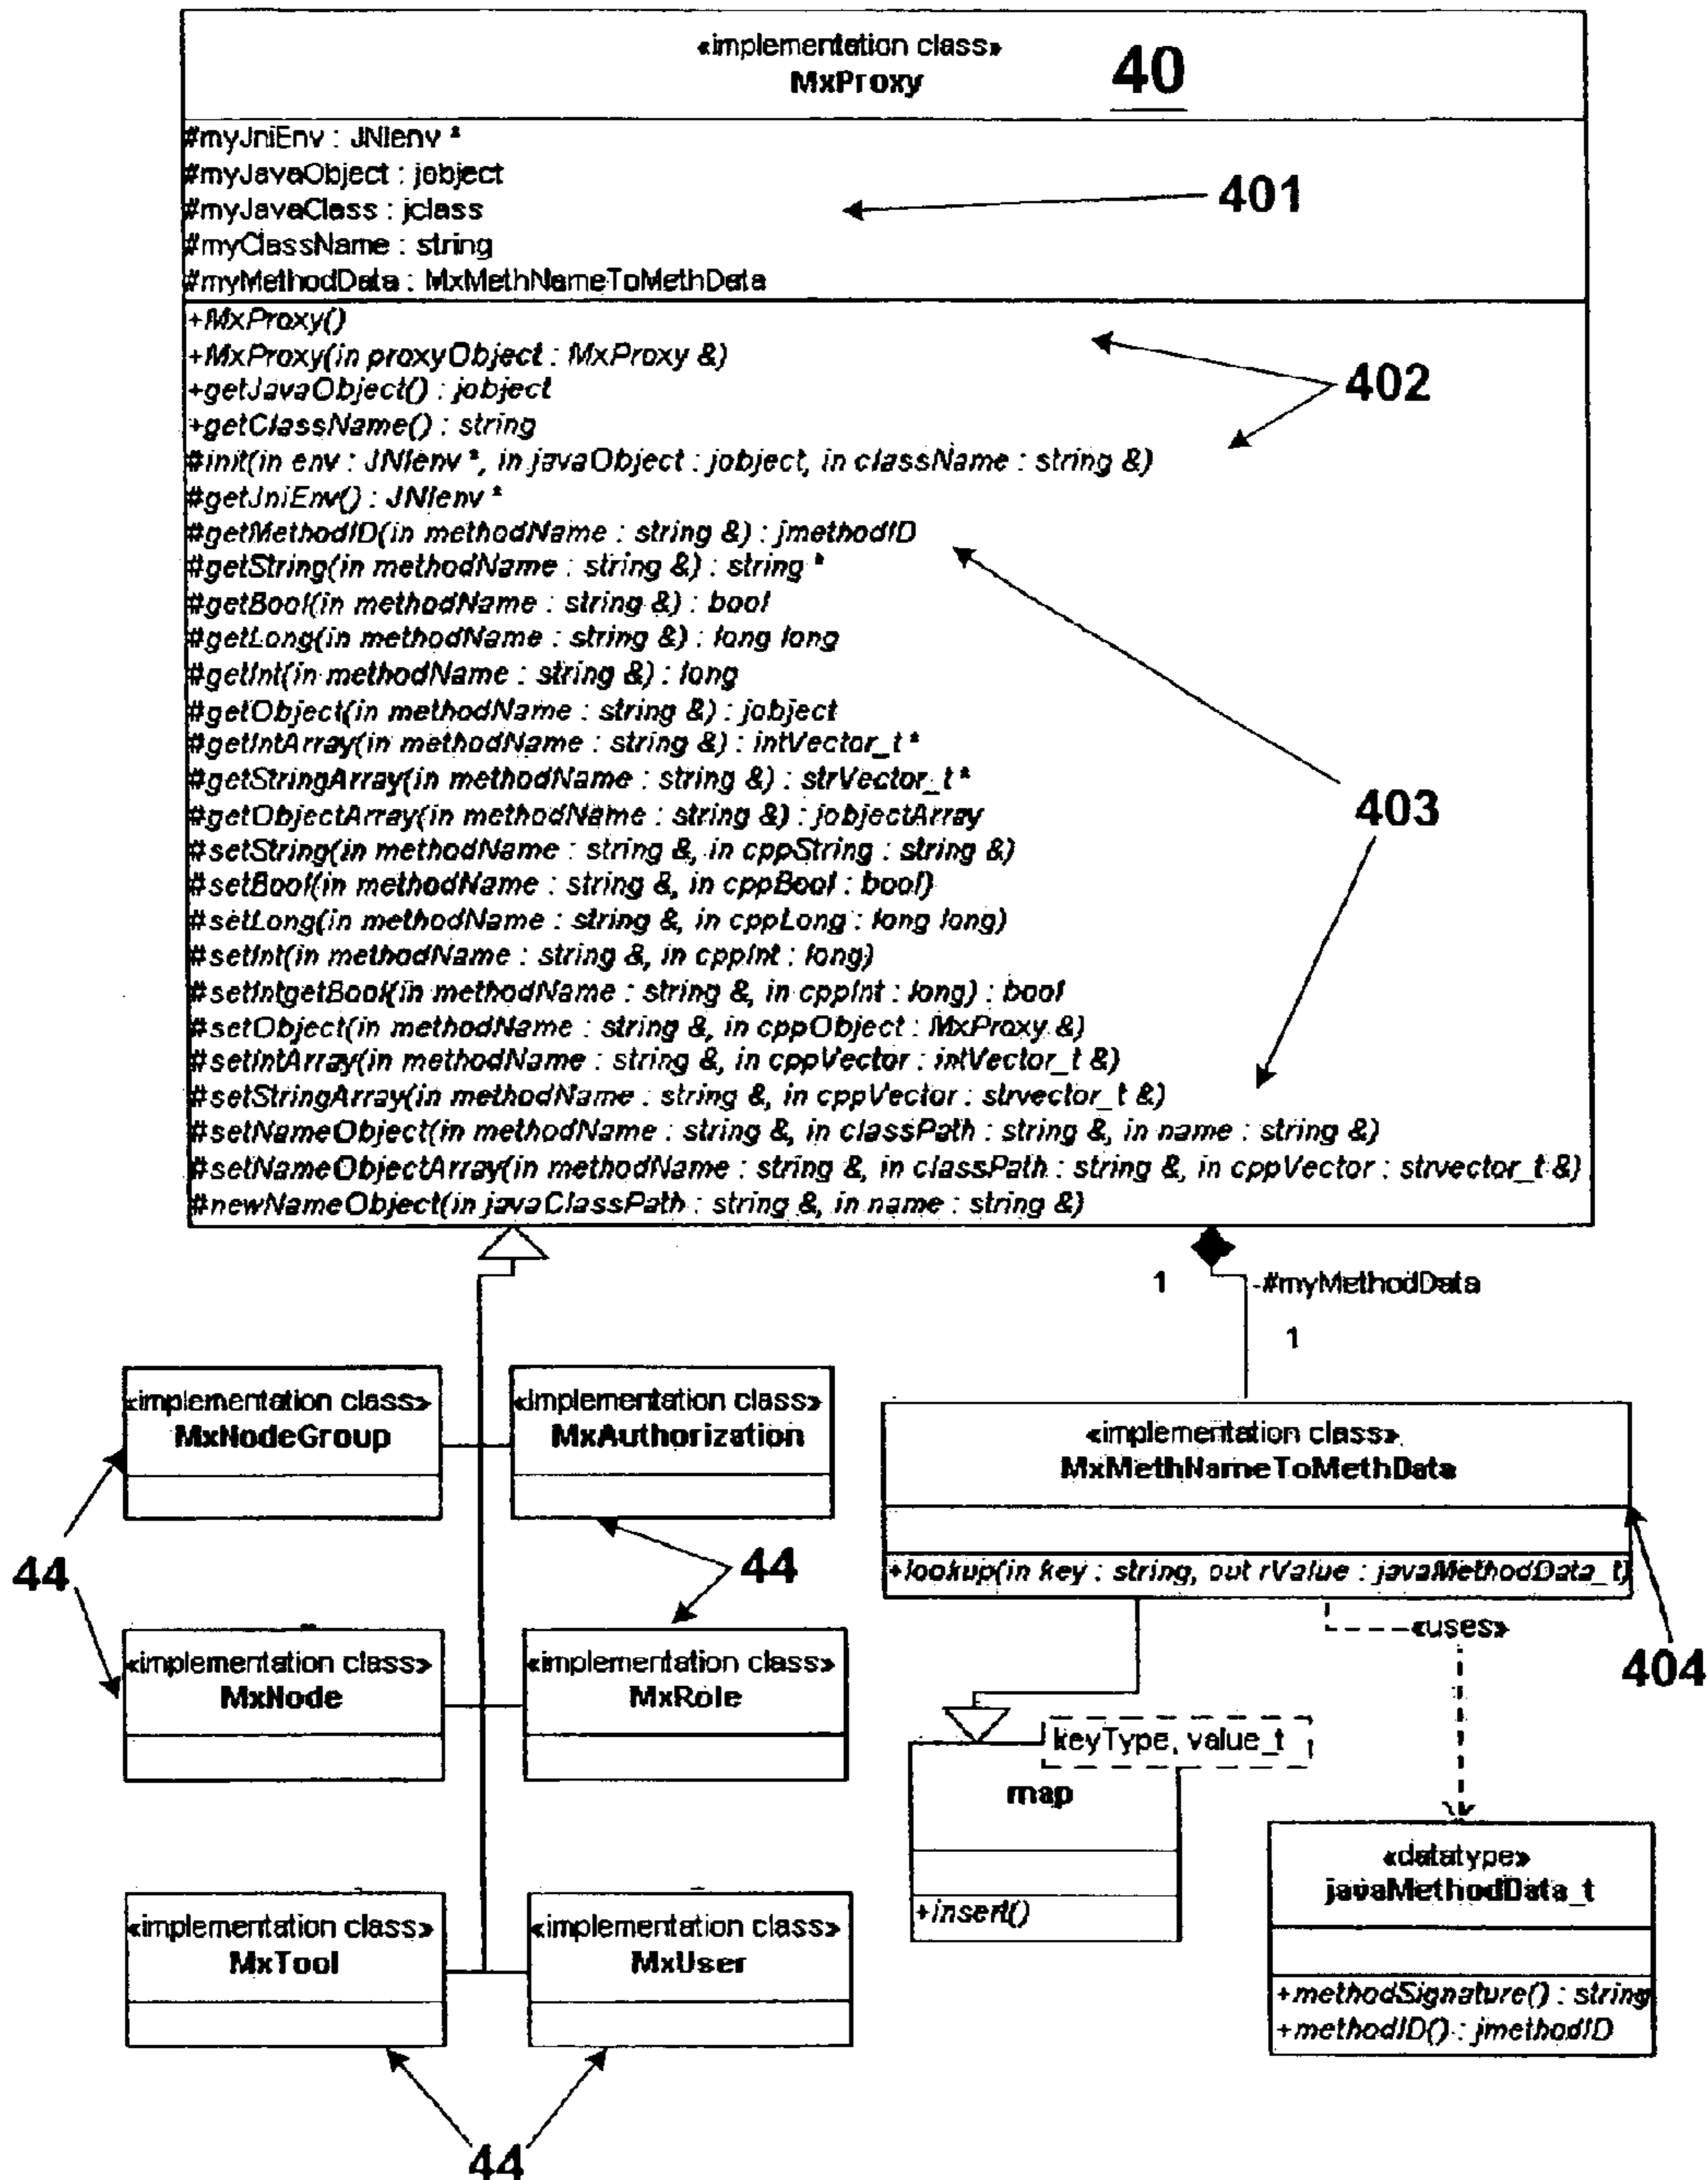 «implementation class»
MxProxy
40
#myJniEnv : JNIenv *
#myJavaObject : jobject
#myJavaClass : jclass
#myClassName : string
#myMethodData : MxMethNameToMethData
401
+MxProxy()
+MxProxy(in proxyObject : MxProxy &)
+getJavaObject() : jobject
+getClassName() : string
#init(in env : JNIenv *, in javaObject : jobject, in className : string &)
#getJniEnv() : JNIenv *
#getMethodID(in methodName : string &) : jmethodID
#getString(in methodName : string &) : string *
#getBool(in methodName : string &) : bool
#getLong(in methodName : string &) : long long
#getInt(in methodName : string &) : long
#getObject(in methodName : string &) : jobject
#getIntArray(in methodName : string &) : intVector_t *
#getStringArray(in methodName : string &) : strVector_t *
#getObjectArray(in methodName : string &) : jobjectArray
#setString(in methodName : string &, in cppString : string &)
#setBool(in methodName : string &, in cppBool : bool)
#setLong(in methodName : string &, in cppLong : long long)
#setInt(in methodName : string &, in cppInt : long)
#setIntgetBool(in methodName : string &, in cppInt : long) : bool
#setObject(in methodName : string &, in cppObject : MxProxy &)
#setIntArray(in methodName : string &, in cppVector : intVector_t &)
#setStringArray(in methodName : string &, in cppVector : strvector_t &)
#setNameObject(in methodName : string &, in classPath : string &, in name : string &)
#setNameObjectArray(in methodName : string &, in classPath : string &, in cppVector : strvector_t &)
#newNameObject(in javaClassPath : string &, in name : string &)
402
403
1
-#myMethodData
1
«implementation class»
MxNodeGroup
«implementation class»
MxAuthorization
«implementation class»
MxMethNameToMethData
+lookup(in key : string, out rValue : javaMethodData_t)
44
44
«uses»
404
«implementation class»
MxNode
«implementation class»
MxRole
keyType, value_t
map
+insert()
«datatype»
javaMethodData_t
+methodSignature() : string
+methodID() : jmethodID
«implementation class»
MxTool
«implementation class»
MxUser
44